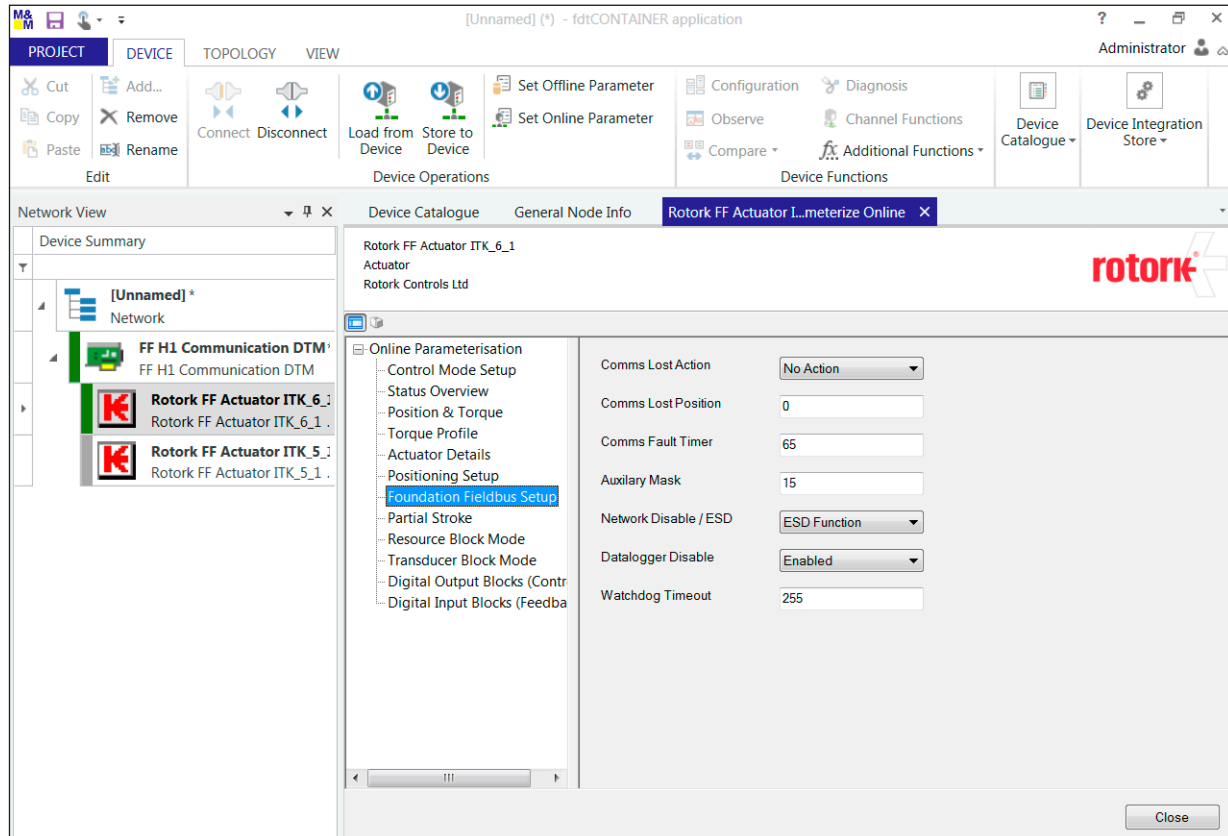 M&M
[Unnamed] (*) - fdtCONTAINER application
?
PROJECT DEVICE TOPOLOGY VIEW
Administrator
Cut
Copy
Paste
Add...
Remove
Rename
Edit
Connect Disconnect
Load from Device
Store to Device
Set Offline Parameter
Set Online Parameter
Device Operations
Configuration
Observe
Compare
Diagnosis
Channel Functions
fx Additional Functions
Device Functions
Device Catalogue
Device Integration Store
Network View
Device Summary
[Unnamed] *
Network
FF H1 Communication DTM*
FF H1 Communication DTM
Rotork FF Actuator ITK_6_1
Rotork FF Actuator ITK_6_1 .
Rotork FF Actuator ITK_5_1
Rotork FF Actuator ITK_5_1 .
Device Catalogue General Node Info Rotork FF Actuator I...meterize Online
Rotork FF Actuator ITK_6_1
Actuator
Rotork Controls Ltd
rotork
Online Parameterisation
Control Mode Setup
Status Overview
Position & Torque
Torque Profile
Actuator Details
Positioning Setup
Foundation Fieldbus Setup
Partial Stroke
Resource Block Mode
Transducer Block Mode
Digital Output Blocks (Contr
Digital Input Blocks (Feedba
Comms Lost Action No Action
Comms Lost Position 0
Comms Fault Timer 65
Auxilary Mask 15
Network Disable / ESD ESD Function
Datalogger Disable Enabled
Watchdog Timeout 255
Close